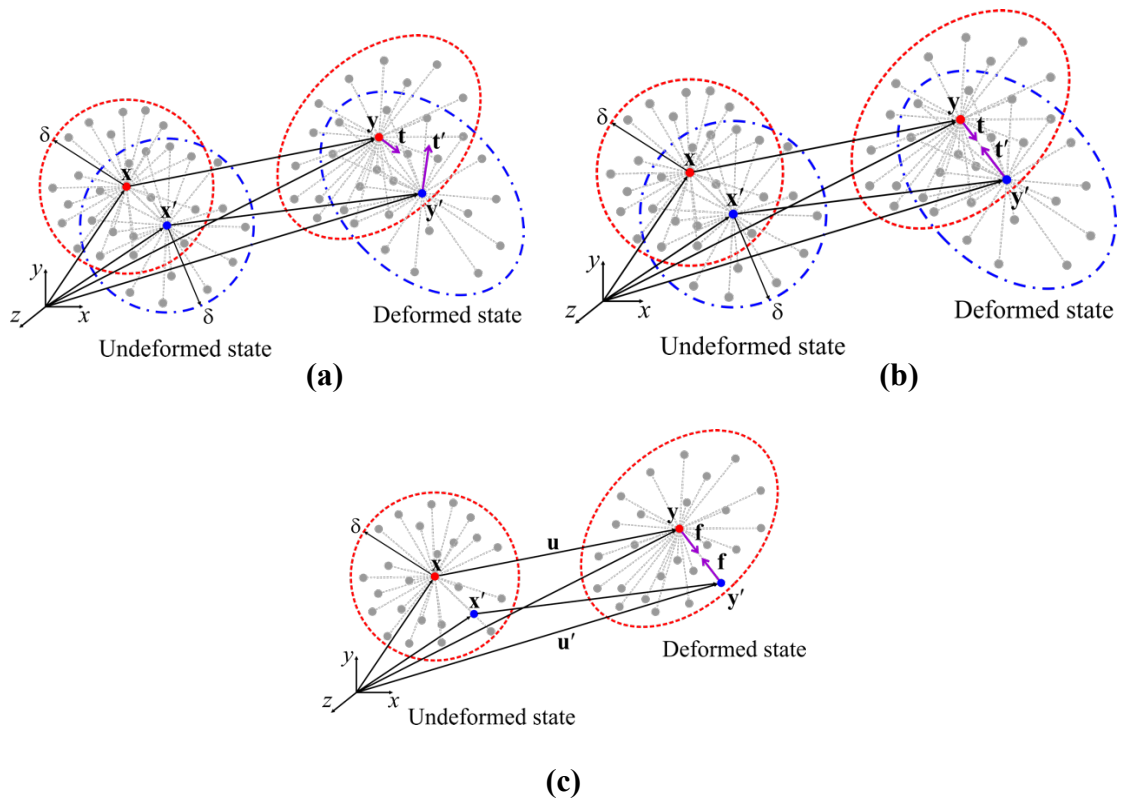 y
t
δ
t′
x
x′
y′
y
z
x
δ
Deformed state
Undeformed state
(a)
y
δ
t
t′
x
x′
y′
y
z
x
δ
Deformed state
Undeformed state
(b)
y
δ
f
u
f
x
x′
y′
u′
Deformed state
y
z
x
Undeformed state
(c)